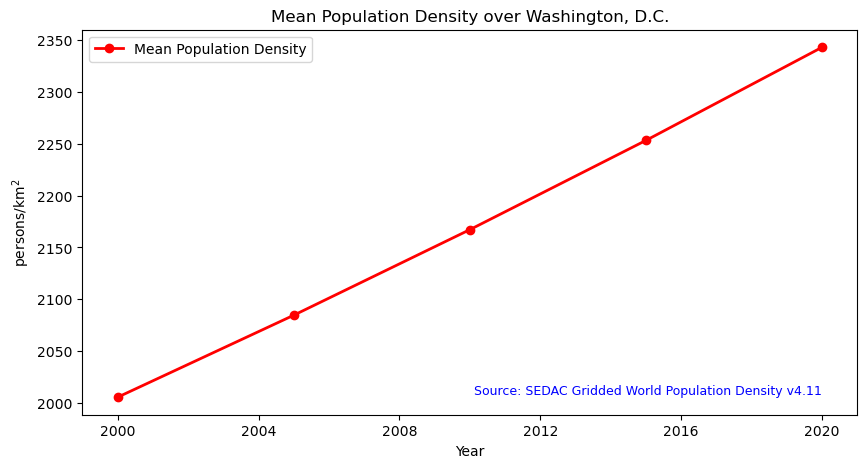 Mean Population Density over Washington, D.C.
Mean Population Density
persons/km²
2350
2300
2250
2200
2150
2100
2050
2000
Source: SEDAC Gridded World Population Density v4.11
2000 2004 2008 2012 2016 2020
Year